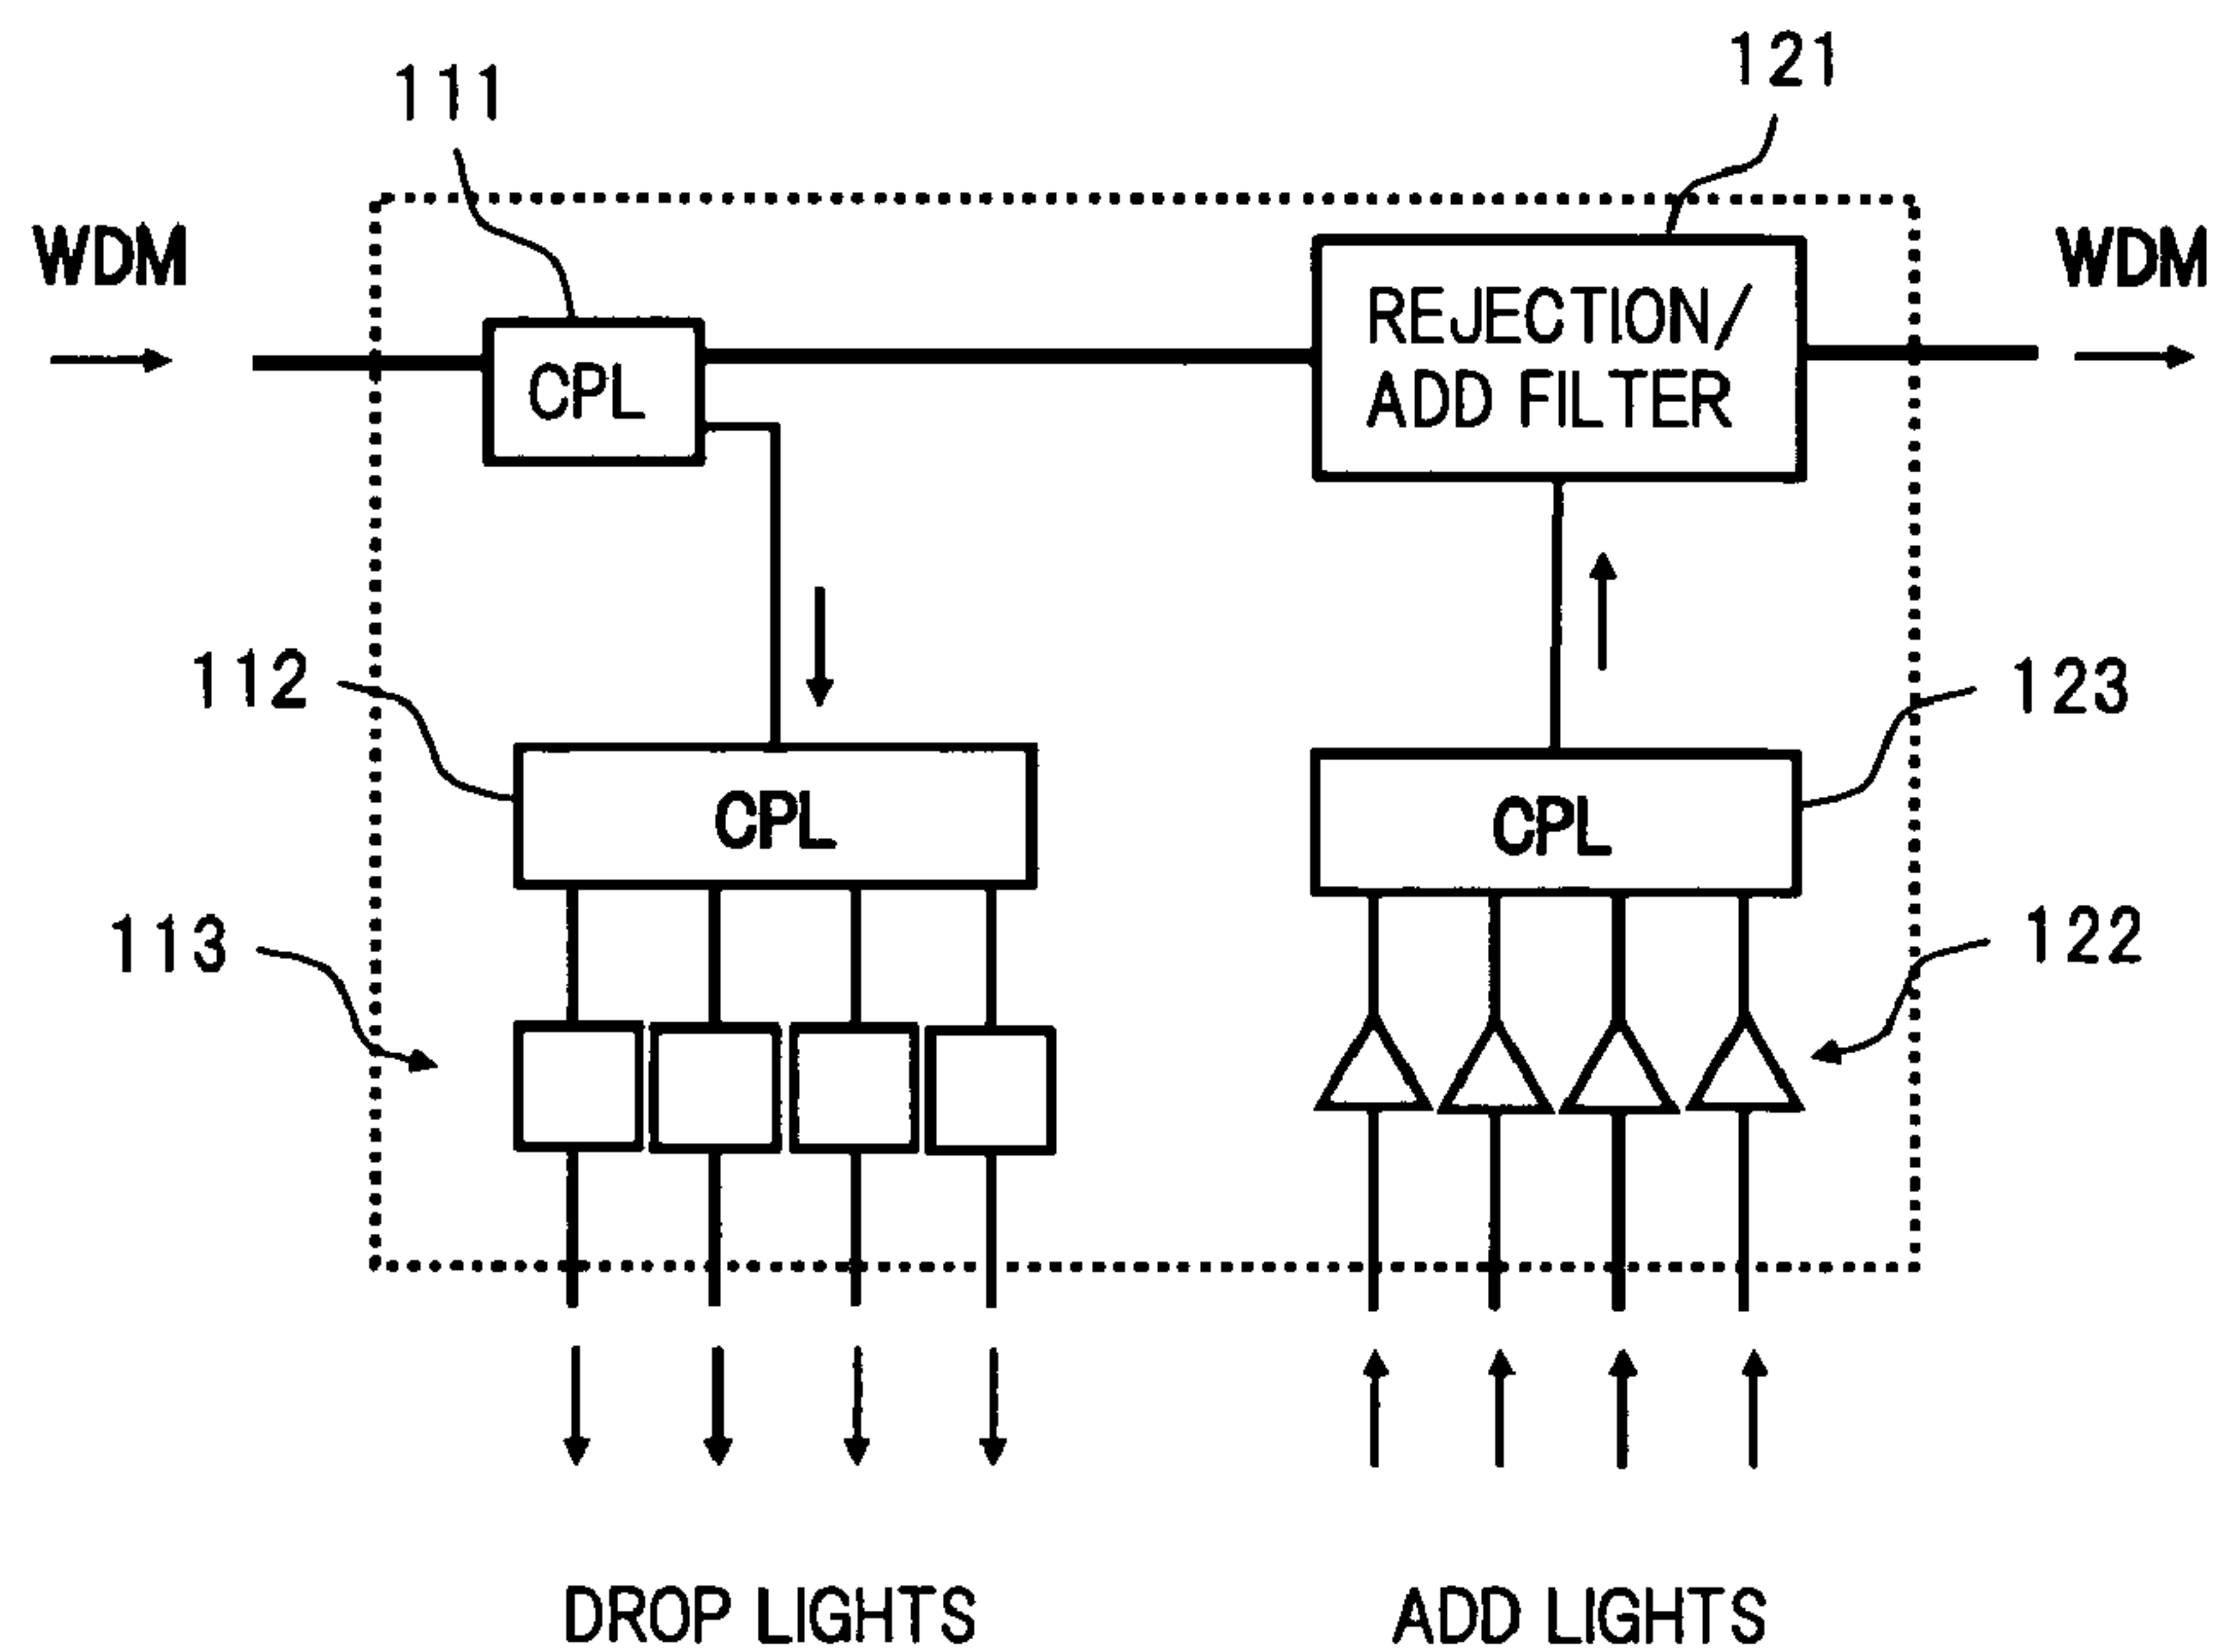 121
111
WDM
WDM
REJECTION/
ADD FILTER
CPL
112
123
CPL
CPL
113
122
DROP LIGHTS
ADD LIGHTS